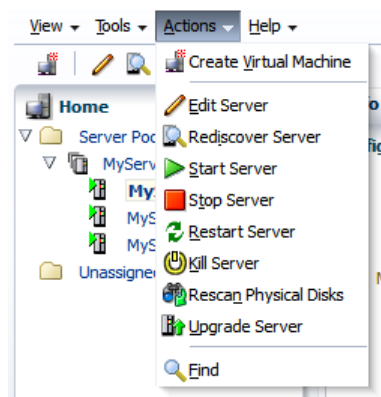 View Tools Actions Help
Create Virtual Machine
Home
Edit Server
Server Poo
Rediscover Server
MyServ
Start Server
My
Stop Server
MyS
Restart Server
MyS
Kill Server
Unassigne
Rescan Physical Disks
Upgrade Server
Find